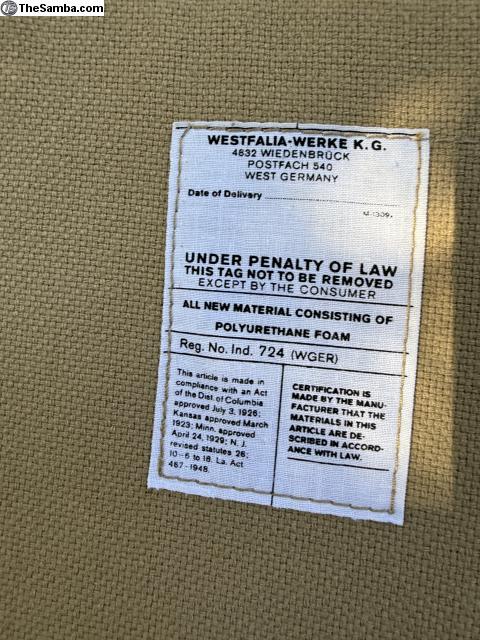 TheSamba.com
WESTFALIA-WERKE K.G.
4832 WIEDENBRÜCK
POSTFACH 540
WEST GERMANY
Date of Delivery
UNDER PENALTY OF LAW
THIS TAG NOT TO BE REMOVED
EXCEPT BY THE CONSUMER
ALL NEW MATERIAL CONSISTING OF
POLYURETHANE FOAM
Reg. No. Ind. 724 (WGER)
This article is made in
compliance with an Act
of the Dist. of Columbia
approved July 3, 1926;
Kansas approved March
1923; Minn. approved
April 24, 1929; N. J.
revised statutes 26;
10-6 to 18. La. Act
467-1948.
CERTIFICATION IS
MADE BY THE MANU-
FACTURER THAT THE
MATERIALS IN THIS
ARTICLE ARE DE-
SCRIBED IN ACCORD-
ANCE WITH LAW.